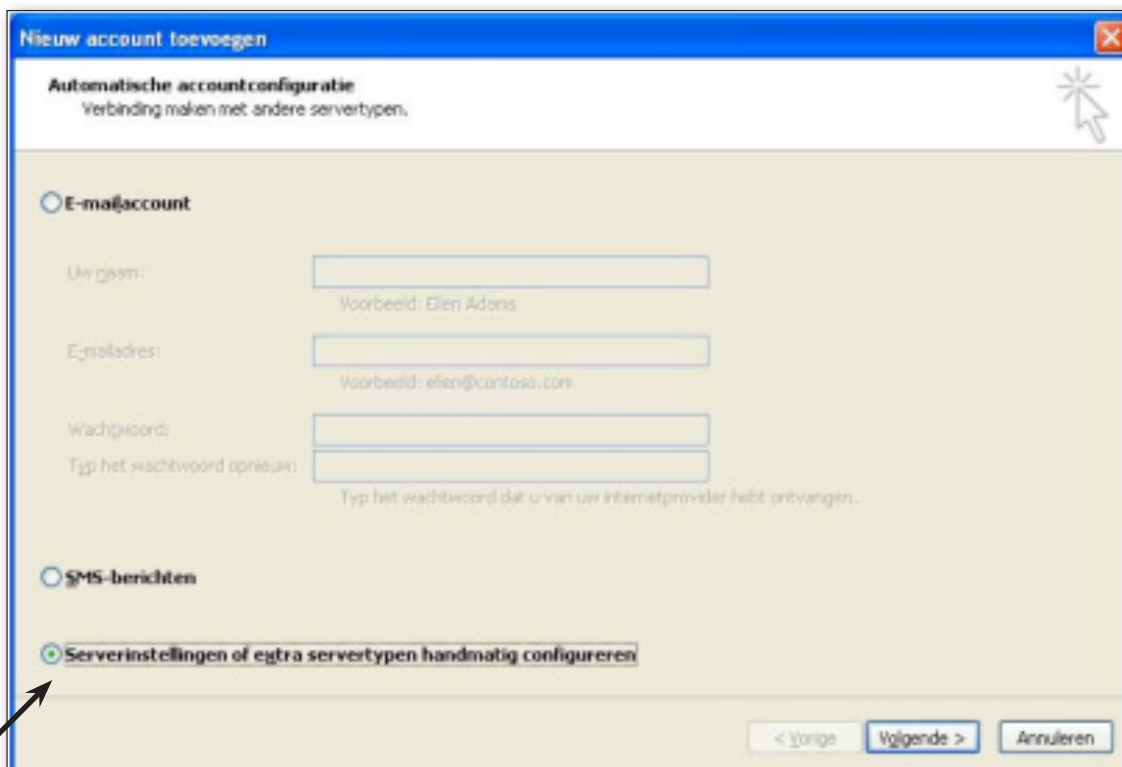 Nieuw account toevoegen
Automatische accountconfiguratie
Verbinding maken met andere servertypen.
E-mailaccount
Uw naam:
Voorbeeld: Ellen Adams
E-mailadres:
Voorbeeld: ellen@contoso.com
Wachtwoord:
Typ het wachtwoord opnieuw:
Typ het wachtwoord dat u van uw internetprovider hebt ontvangen.
SMS-berichten
Serverinstellingen of extra servertypen handmatig configureren
< Vorige Volgende > Annuleren